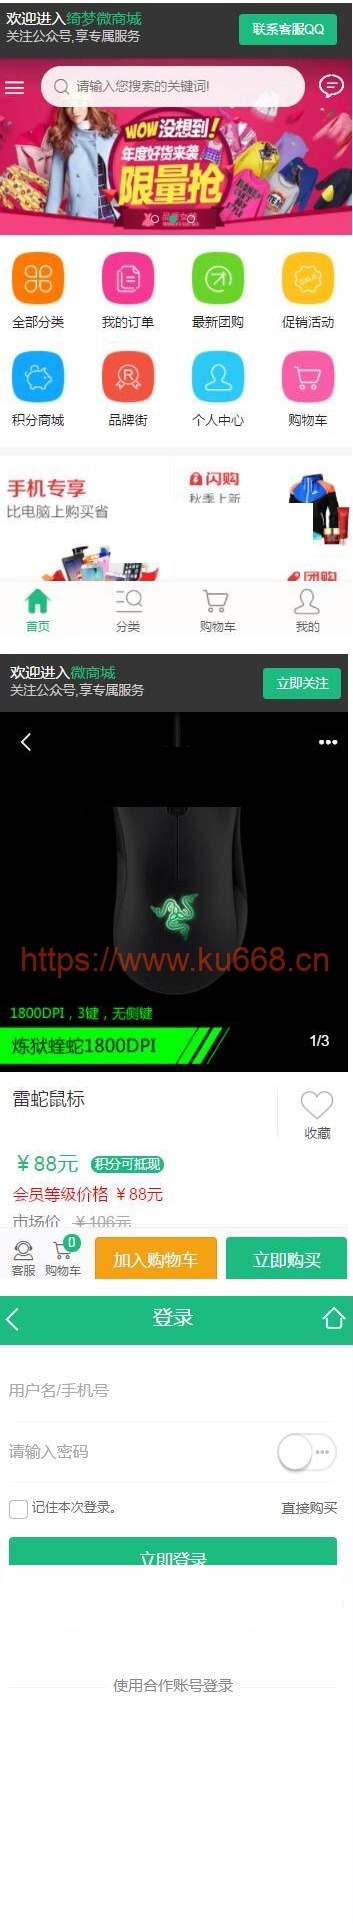 欢迎进入绮梦微商城
关注公众号,享专属服务
联系客服QQ
请输入您搜索的关键词!
WOW没想到!
年度好货来袭
限量抢
全部分类
我的订单
最新团购
促销活动
积分商城
品牌街
个人中心
购物车
手机专享
比电脑上购买省
闪购
秋季上新
团购
首页
分类
购物车
我的
欢迎进入微商城
关注公众号,享专属服务
立即关注
https://www.ku668.cn
1800DPI，3键，无侧键
炼狱蝰蛇1800DPI
1/3
雷蛇鼠标
收藏
￥88元 积分可抵现
会员等级价格 ￥88元
市场价 ￥106元
客服
购物车
0
加入购物车
立即购买
登录
用户名/手机号
请输入密码
记住本次登录。
直接购买
立即登录
使用合作账号登录